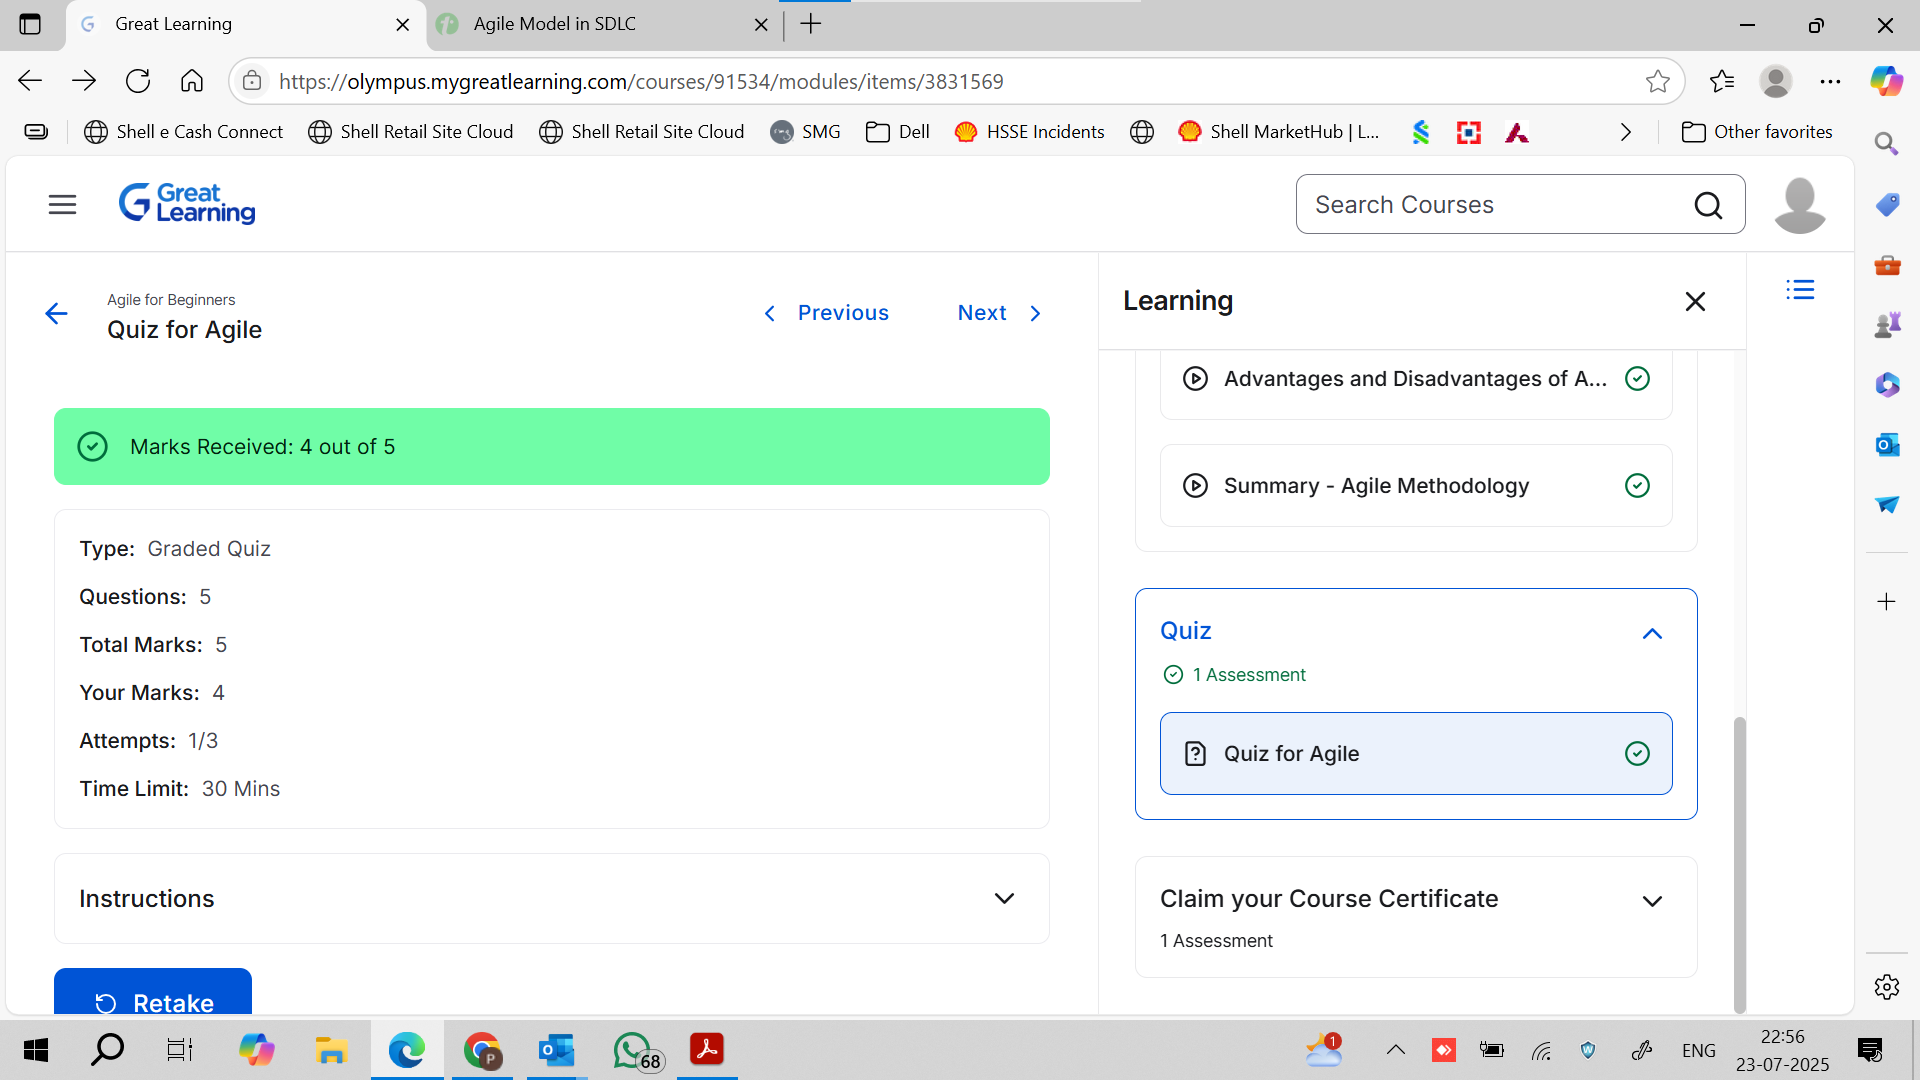 Great Learning
Agile Model in SDLC
https://olympus.mygreatlearning.com/courses/91534/modules/items/3831569
Shell e Cash Connect
Shell Retail Site Cloud
Shell Retail Site Cloud
SMG
Dell
HSSE Incidents
Shell MarketHub | L...
Other favorites
Great
Learning
Search Courses
Agile for Beginners
Quiz for Agile
Previous
Next
Marks Received: 4 out of 5
Type: Graded Quiz
Questions: 5
Total Marks: 5
Your Marks: 4
Attempts: 1/3
Time Limit: 30 Mins
Instructions
Retake
Learning
Advantages and Disadvantages of A...
Summary - Agile Methodology
Quiz
1 Assessment
Quiz for Agile
Claim your Course Certificate
1 Assessment
P
68
1
ENG
22:56
23-07-2025